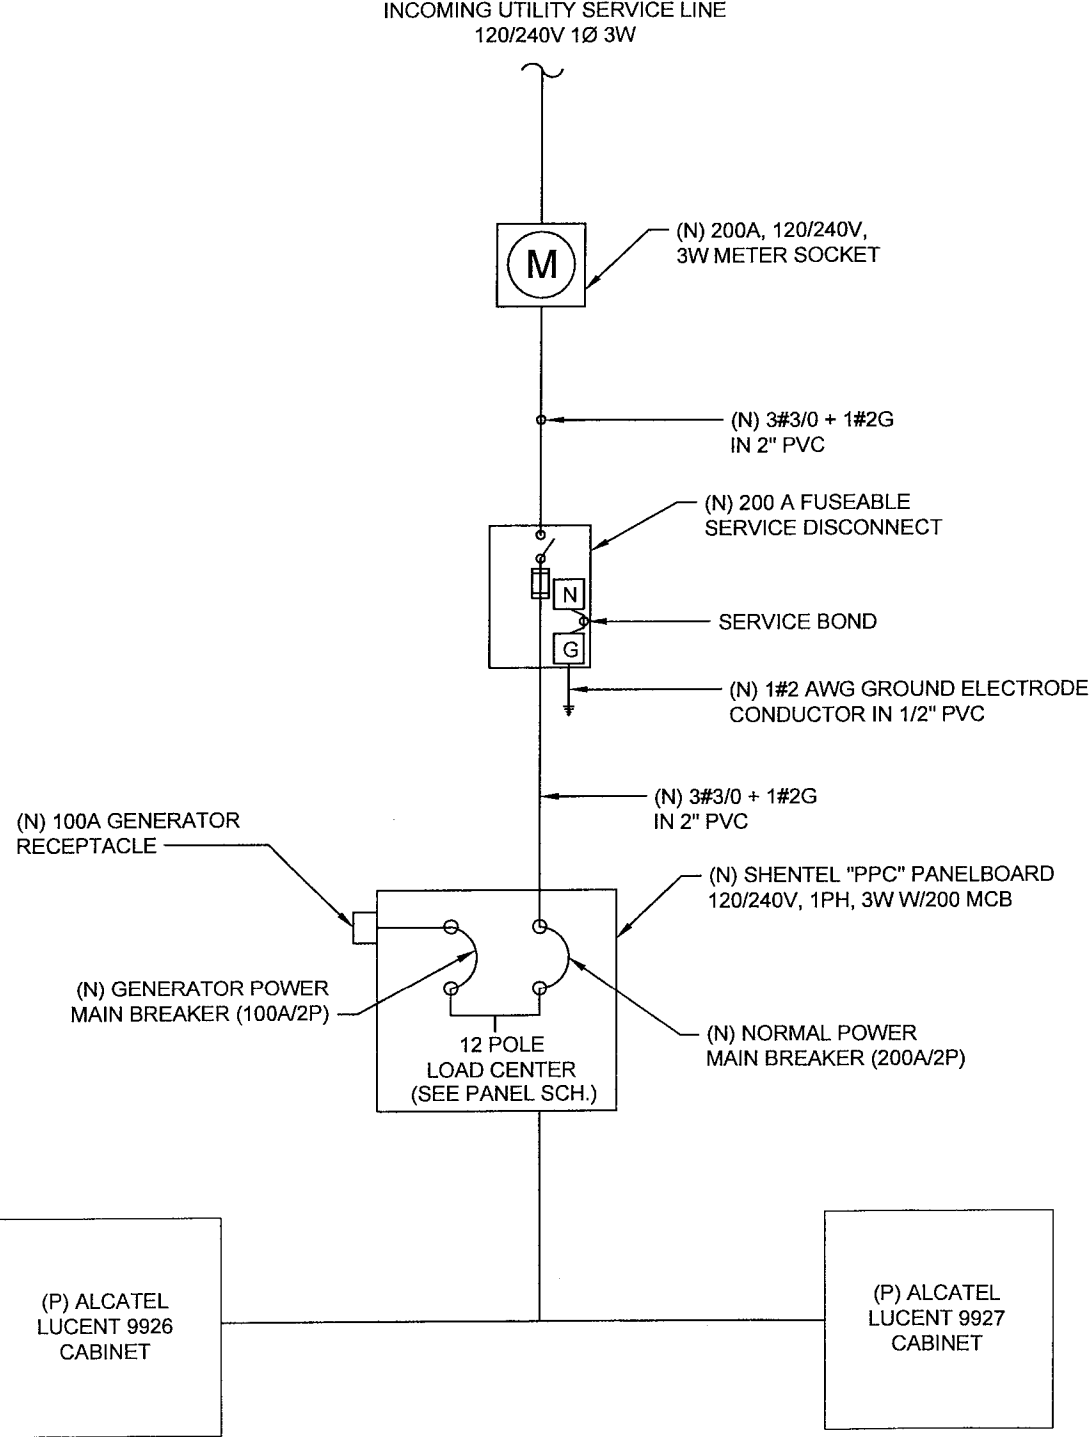 INCOMING UTILITY SERVICE LINE
120/240V 1Ø 3W
M
(N) 200A, 120/240V,
3W METER SOCKET
(N) 3#3/0 + 1#2G
IN 2" PVC
(N) 200 A FUSEABLE
SERVICE DISCONNECT
N
SERVICE BOND
G
(N) 1#2 AWG GROUND ELECTRODE
CONDUCTOR IN 1/2" PVC
(N) 3#3/0 + 1#2G
IN 2" PVC
(N) 100A GENERATOR
RECEPTACLE
(N) SHENTEL "PPC" PANELBOARD
120/240V, 1PH, 3W W/200 MCB
(N) GENERATOR POWER
MAIN BREAKER (100A/2P)
(N) NORMAL POWER
MAIN BREAKER (200A/2P)
12 POLE
LOAD CENTER
(SEE PANEL SCH.)
(P) ALCATEL
LUCENT 9926
CABINET
(P) ALCATEL
LUCENT 9927
CABINET